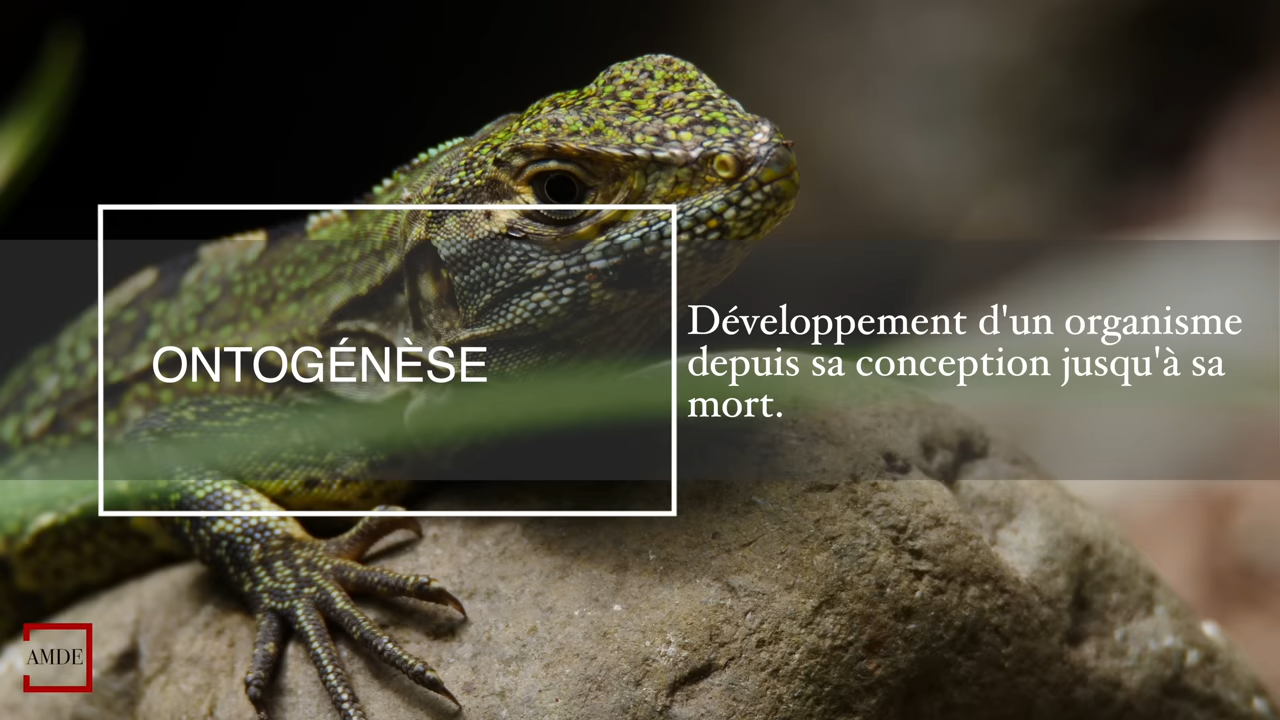 ONTOGÉNÈSE
Développement d'un organisme
depuis sa conception jusqu'à sa
mort.
AMDE